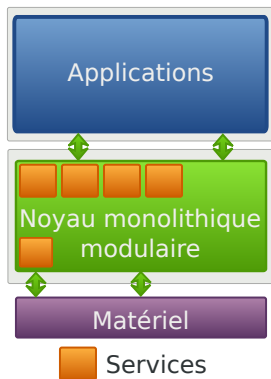 Applications
Noyau monolithique
modulaire
Matériel
Services